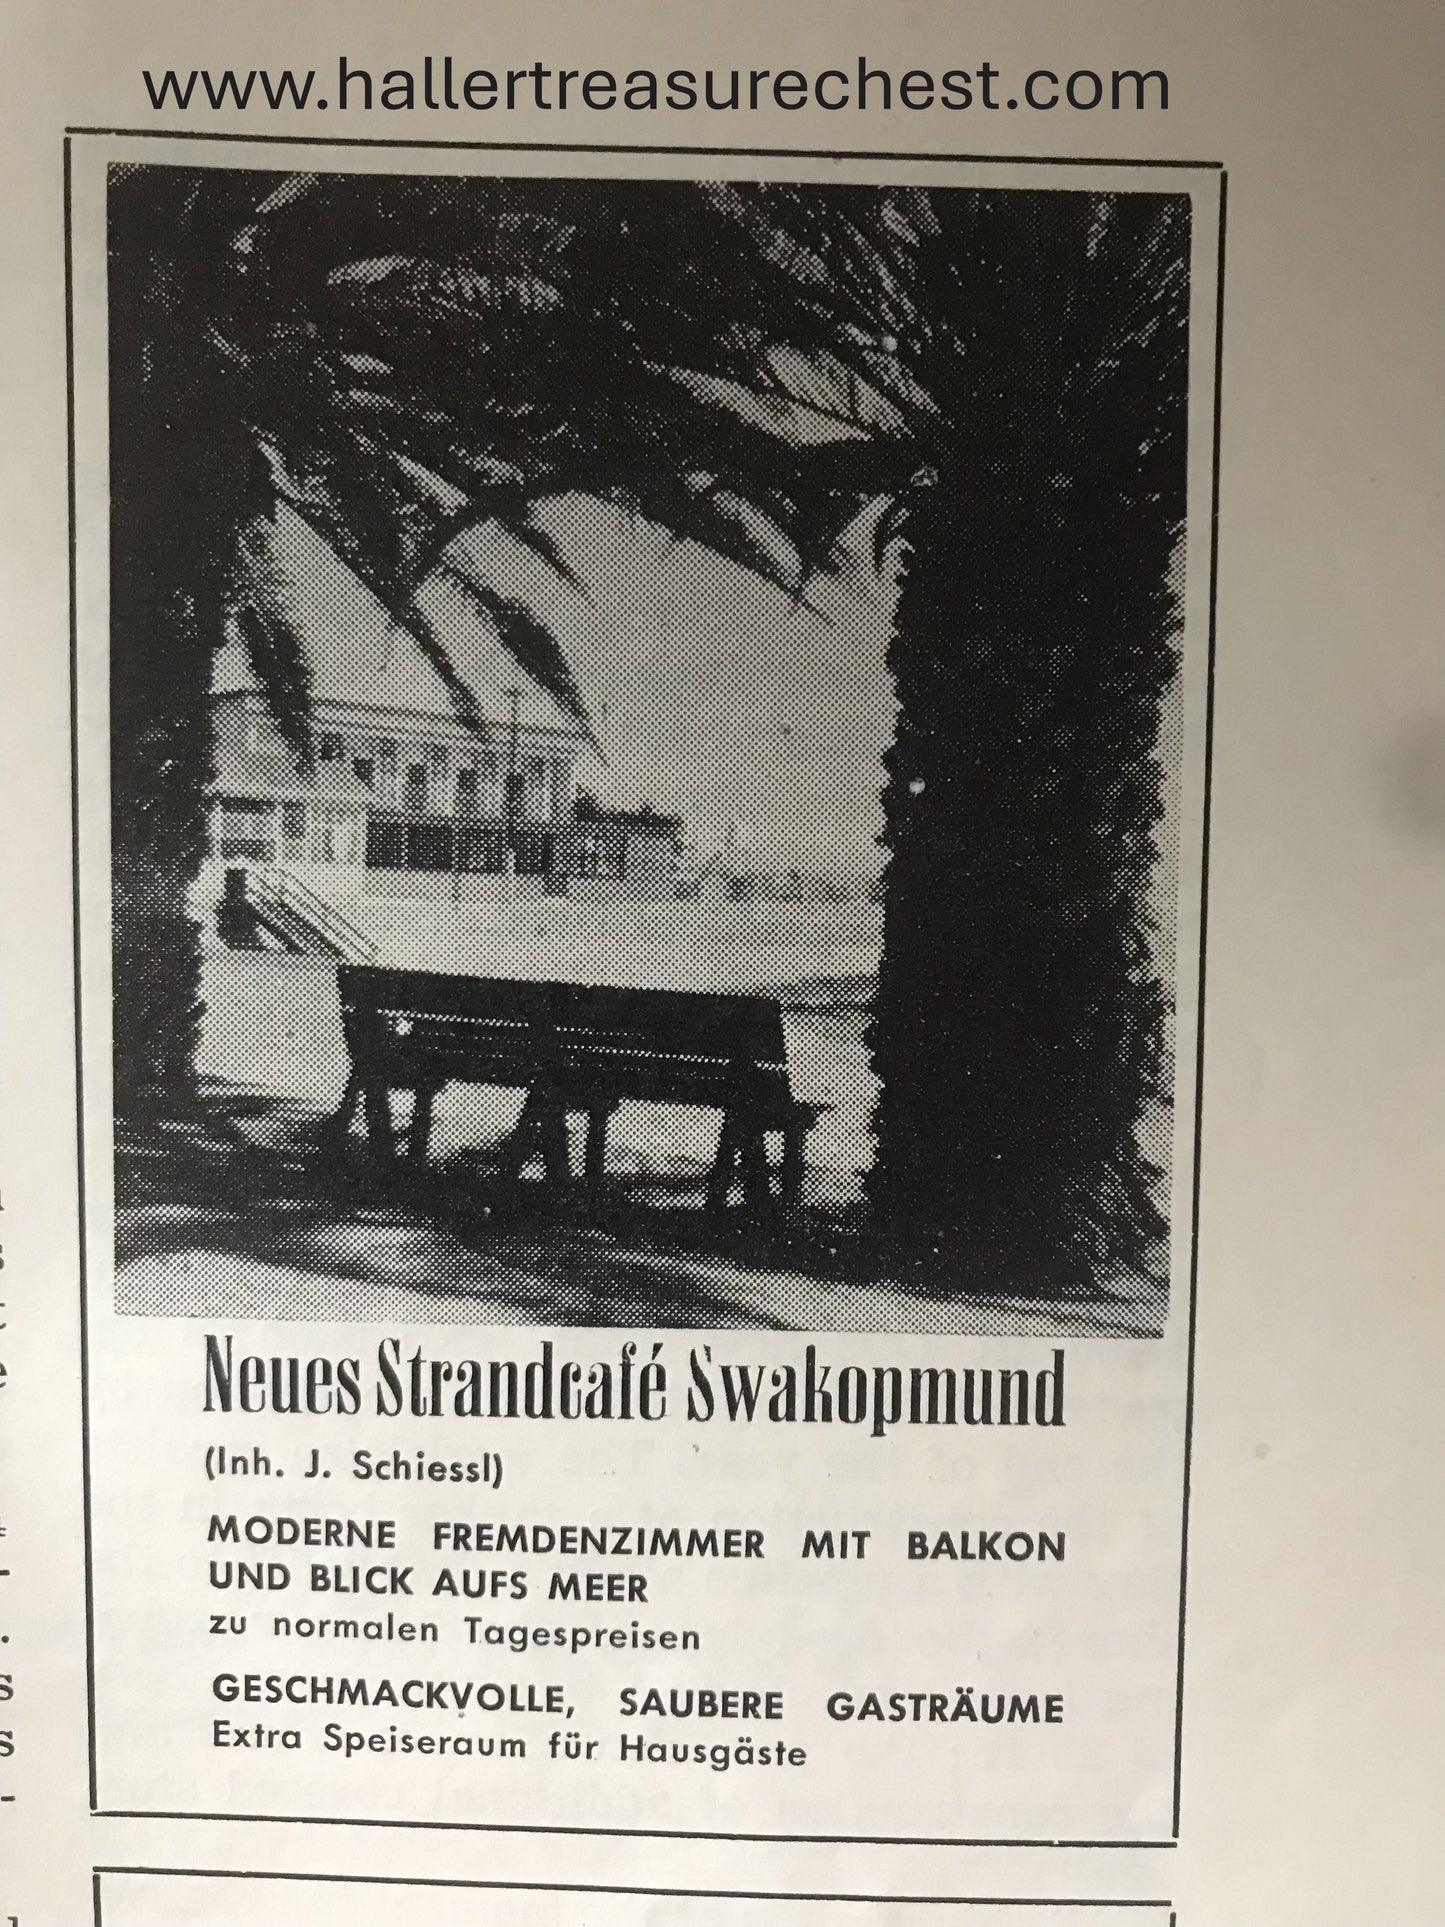 www.hallertreasurechest.com
Neues Strandcafé Swakopmund
(Inh. J. Schiessl)
MODERNE FREMDENZIMMER MIT BALKON
UND BLICK AUFS MEER
zu normalen Tagespreisen
GESCHMACKVOLLE, SAUBERE GASTRÄUME
Extra Speiseraum für Hausgäste